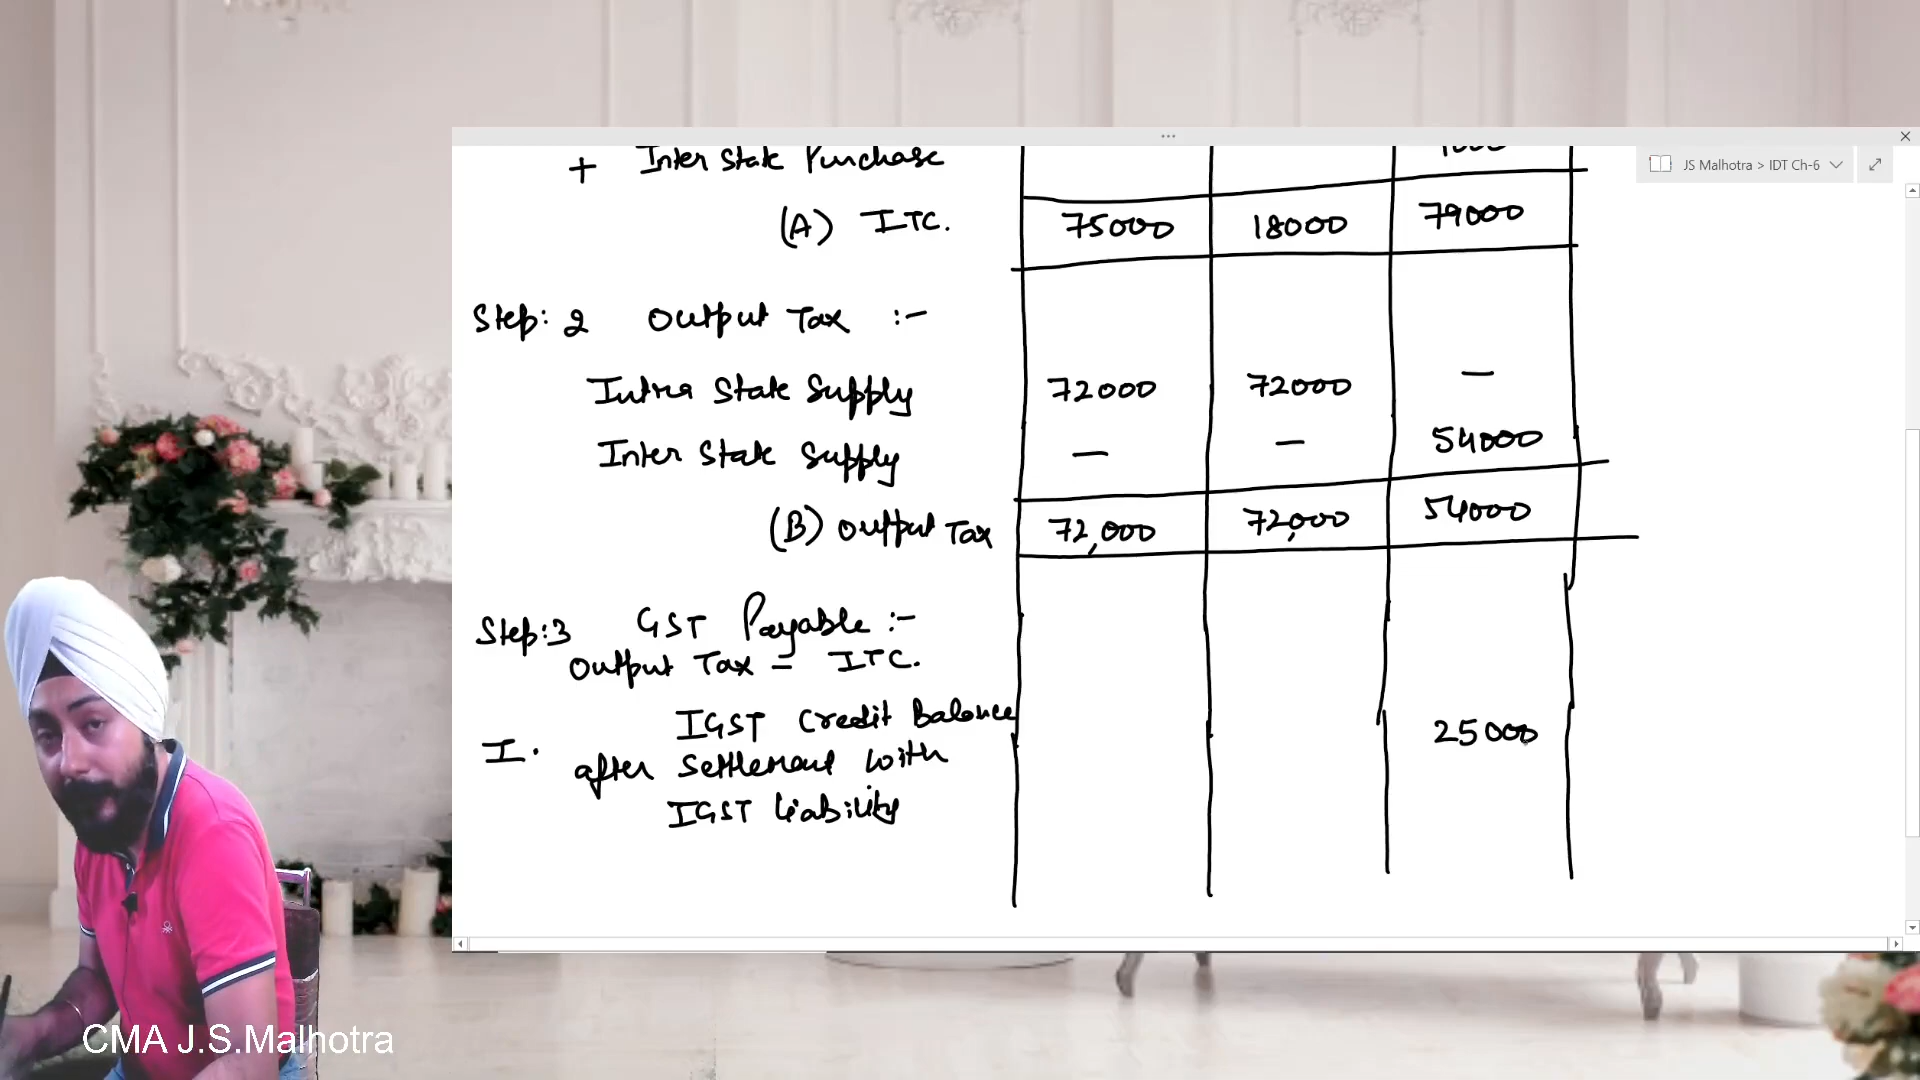 JS Malhotra > IDT Ch-6
+ Inter State Purchase
(A) ITC. 75000 18000 79000
Step: 2 Output Tax :-
Intra State Supply 72000 72000 —
Inter State Supply — — 54000
(B) Output Tax 72,000 72,000 54000
Step:3 GST Payable :-
Output Tax - ITC.
I. IGST Credit Balance
after Settlement with 25000
IGST liability
CMA J.S.Malhotra